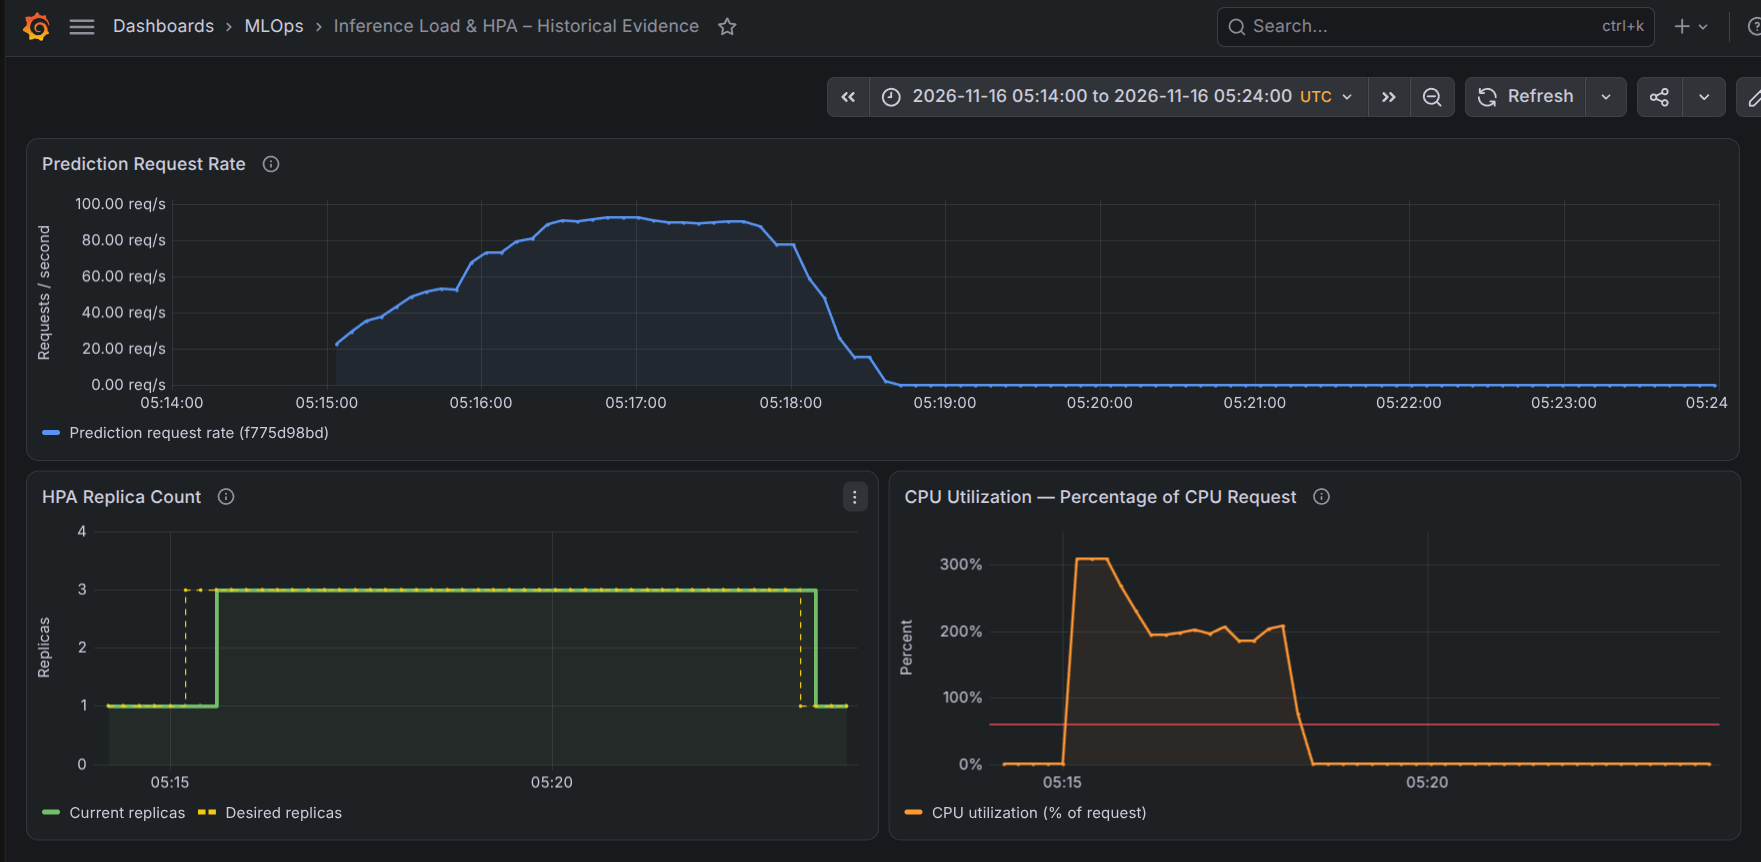 Dashboards › MLOps › Inference Load & HPA – Historical Evidence
Search... ctrl+k
2026-11-16 05:14:00 to 2026-11-16 05:24:00 UTC
Refresh
Prediction Request Rate
Requests / second
100.00 req/s
80.00 req/s
60.00 req/s
40.00 req/s
20.00 req/s
0.00 req/s
05:14:00 05:15:00 05:16:00 05:17:00 05:18:00 05:19:00 05:20:00 05:21:00 05:22:00 05:23:00 05:24
Prediction request rate (f775d98bd)
HPA Replica Count
Replicas
4
3
2
1
0
05:15 05:20
Current replicas Desired replicas
CPU Utilization — Percentage of CPU Request
Percent
300%
200%
100%
0%
05:15 05:20
CPU utilization (% of request)